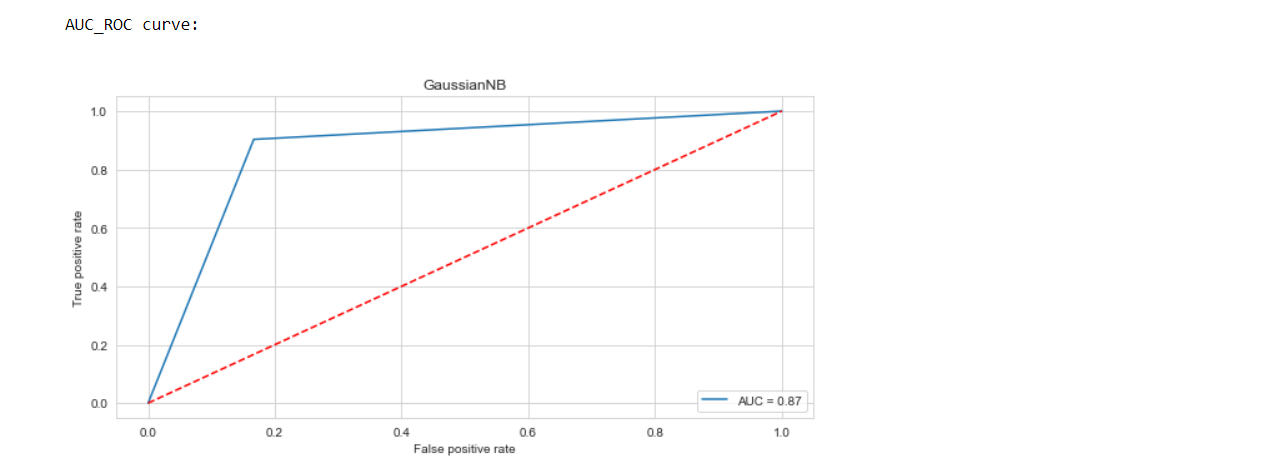 AUC_ROC curve:
GaussianNB
1.0
0.8
0.6
0.4
0.2
0.0
True positive rate
AUC = 0.87
0.0 0.2 0.4 0.6 0.8 1.0
False positive rate